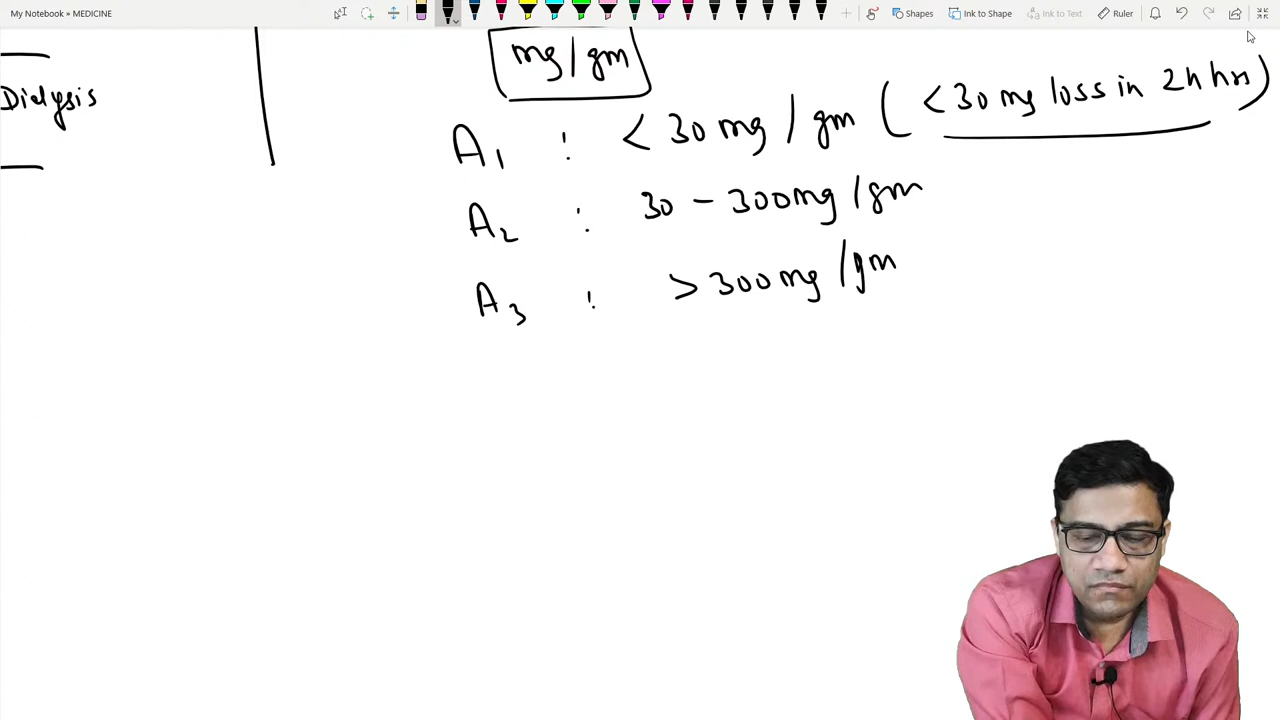 My Notebook » MEDICINE
Shapes
Ink to Shape
Ink to Text
Ruler
mg/gm
Dialysis
A1 : < 30 mg / gm ( < 30 mg loss in 24 hrs)
A2 : 30 - 300 mg / gm
A3 : > 300 mg / gm